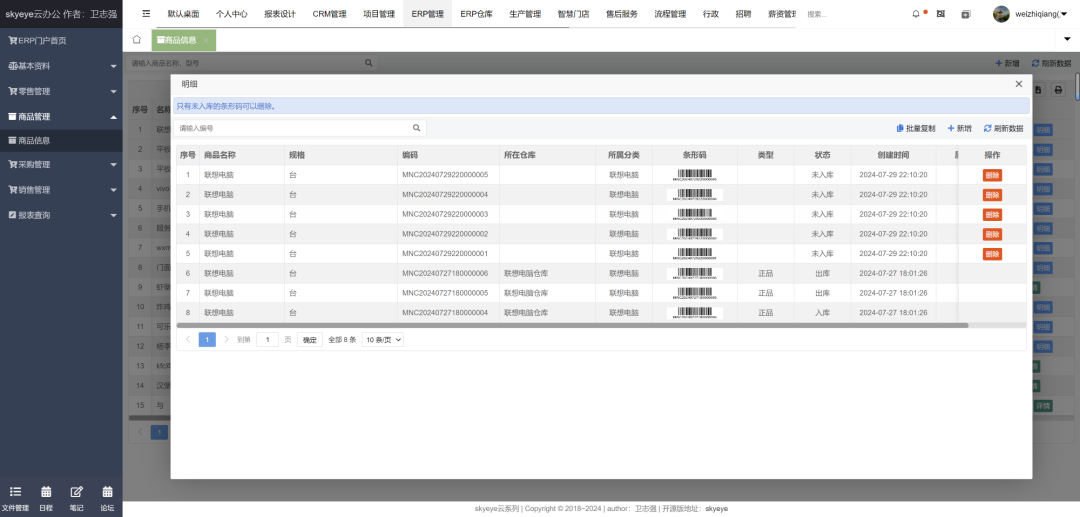 skyeye云办公 作者：卫志强
默认桌面 个人中心 报表设计 CRM管理 项目管理 ERP管理 ERP仓库 生产管理 智慧门店 售后服务 流程管理 行政 招聘 薪资管理 搜索... weizhiqiang(
ERP门户首页
基本资料
零售管理
商品管理
商品信息
采购管理
销售管理
报表查询
文件管理 日程 笔记 论坛
商品信息
请输入商品名称、型号 新增 刷新数据
序号 名称
1 联想
2 平板
3 平板
4 vivo
5 手机
6 服务
8 门面
11 可乐
12 杨李
14 汉堡
15 与 详情
1
明细
只有未入库的条形码可以删除。
请输入编号 批量复制 新增 刷新数据
序号 商品名称 规格 编码 所在仓库 所属分类 条形码 类型 状态 创建时间 操作
1 联想电脑 台 MNC20240729220000005 联想电脑 未入库 2024-07-29 22:10:20 删除
2 联想电脑 台 MNC20240729220000004 联想电脑 未入库 2024-07-29 22:10:20 删除
3 联想电脑 台 MNC20240729220000003 联想电脑 未入库 2024-07-29 22:10:20 删除
4 联想电脑 台 MNC20240729220000002 联想电脑 未入库 2024-07-29 22:10:20 删除
5 联想电脑 台 MNC20240729220000001 联想电脑 未入库 2024-07-29 22:10:20 删除
6 联想电脑 台 MNC20240727180000006 联想电脑仓库 联想电脑 正品 出库 2024-07-27 18:01:26
7 联想电脑 台 MNC20240727180000005 联想电脑仓库 联想电脑 正品 出库 2024-07-27 18:01:26
8 联想电脑 台 MNC20240727180000004 联想电脑仓库 联想电脑 正品 入库 2024-07-27 18:01:26
1 到第 1 页 确定 全部 8 条 10 条/页
skyeye云系列 | Copyright © 2018~2024 | author：卫志强 | 开源版地址：skyeye